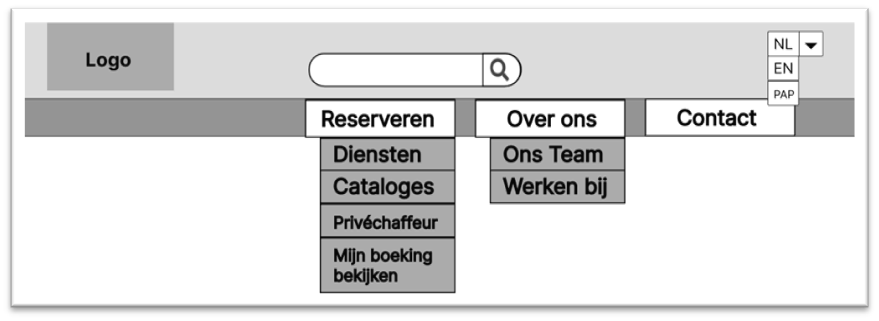 Logo
NL
EN
PAP
Reserveren
Over ons
Contact
Diensten
Cataloges
Privéchaffeur
Mijn boeking
bekijken
Ons Team
Werken bij